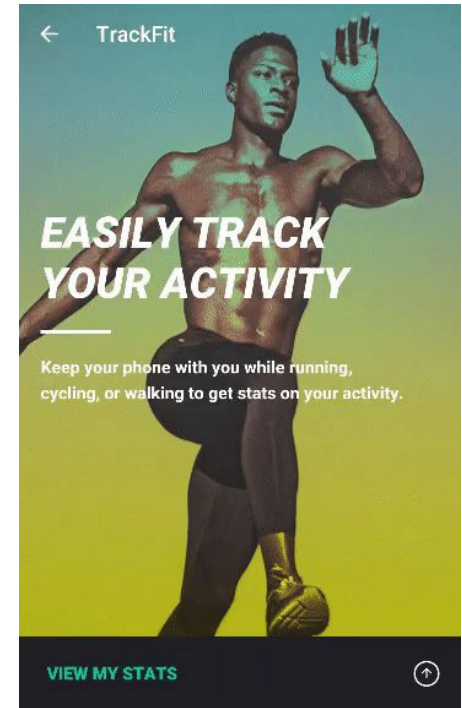 TrackFit
EASILY TRACK
YOUR ACTIVITY
Keep your phone with you while running,
cycling, or walking to get stats on your activity.
VIEW MY STATS